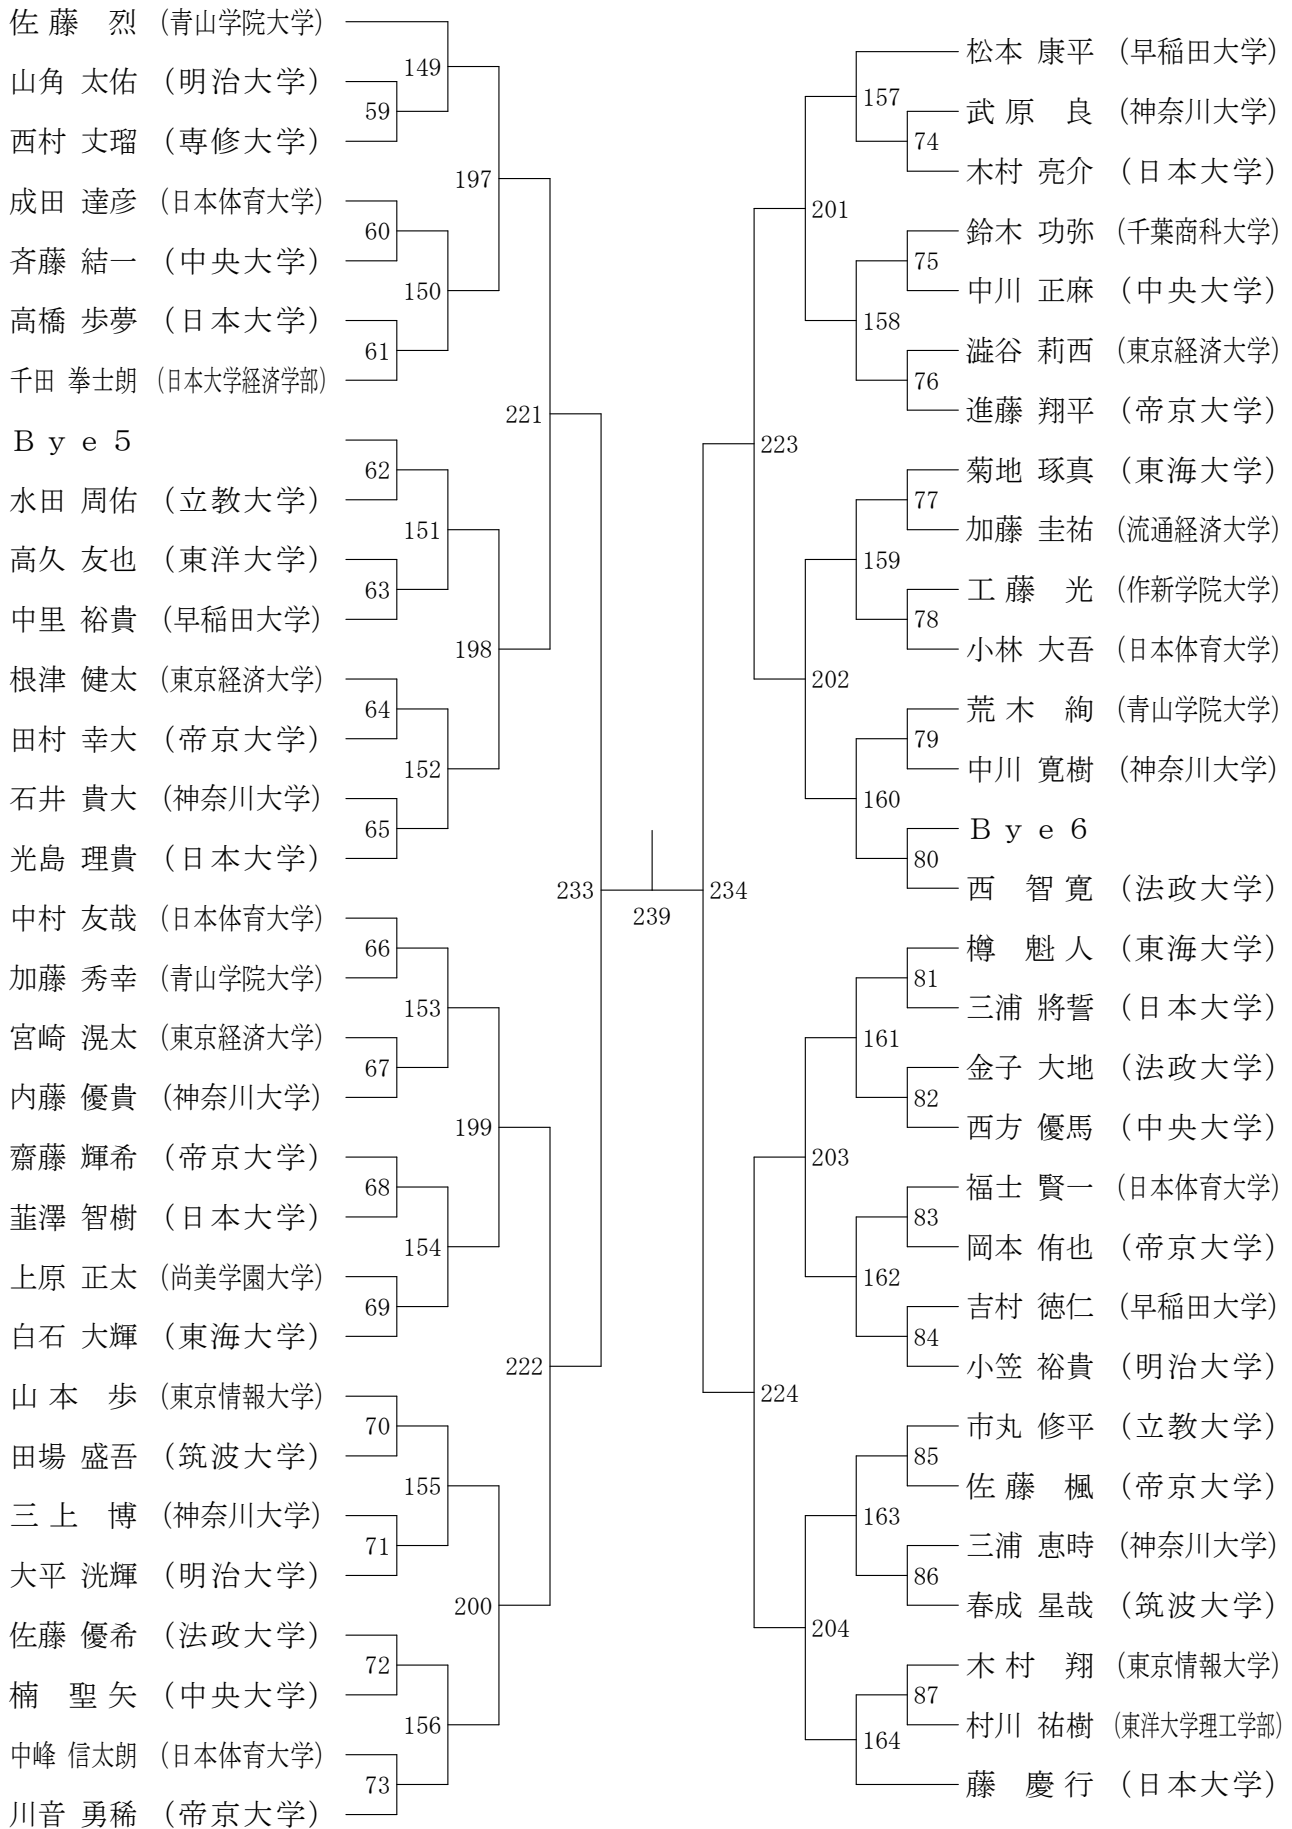 佐藤 烈 (青山学院大学)
山角 太佑 (明治大学)
西村 丈瑠 (専修大学)
成田 達彦 (日本体育大学)
斉藤 結一 (中央大学)
高橋 歩夢 (日本大学)
千田 拳士朗 (日本大学経済学部)
Ｂｙｅ５
水田 周佑 (立教大学)
高久 友也 (東洋大学)
中里 裕貴 (早稲田大学)
根津 健太 (東京経済大学)
田村 幸大 (帝京大学)
石井 貴大 (神奈川大学)
光島 理貴 (日本大学)
中村 友哉 (日本体育大学)
加藤 秀幸 (青山学院大学)
宮崎 滉太 (東京経済大学)
内藤 優貴 (神奈川大学)
齋藤 輝希 (帝京大学)
韮澤 智樹 (日本大学)
上原 正太 (尚美学園大学)
白石 大輝 (東海大学)
山本 歩 (東京情報大学)
田場 盛吾 (筑波大学)
三上 博 (神奈川大学)
大平 洸輝 (明治大学)
佐藤 優希 (法政大学)
楠 聖矢 (中央大学)
中峰 信太朗 (日本体育大学)
川音 勇稀 (帝京大学)
59
60
61
62
63
64
65
66
67
68
69
70
71
72
73
149
150
151
152
153
154
155
156
197
198
199
200
221
222
233
239
234
223
224
201
202
203
204
157
158
159
160
161
162
163
164
74
75
76
77
78
79
80
81
82
83
84
85
86
87
松本 康平 (早稲田大学)
武原 良 (神奈川大学)
木村 亮介 (日本大学)
鈴木 功弥 (千葉商科大学)
中川 正麻 (中央大学)
澁谷 莉西 (東京経済大学)
進藤 翔平 (帝京大学)
菊地 琢真 (東海大学)
加藤 圭祐 (流通経済大学)
工藤 光 (作新学院大学)
小林 大吾 (日本体育大学)
荒木 絢 (青山学院大学)
中川 寛樹 (神奈川大学)
Ｂｙｅ６
西 智寛 (法政大学)
樽 魁人 (東海大学)
三浦 將誓 (日本大学)
金子 大地 (法政大学)
西方 優馬 (中央大学)
福士 賢一 (日本体育大学)
岡本 侑也 (帝京大学)
吉村 徳仁 (早稲田大学)
小笠 裕貴 (明治大学)
市丸 修平 (立教大学)
佐藤 楓 (帝京大学)
三浦 恵時 (神奈川大学)
春成 星哉 (筑波大学)
木村 翔 (東京情報大学)
村川 祐樹 (東洋大学理工学部)
藤 慶行 (日本大学)